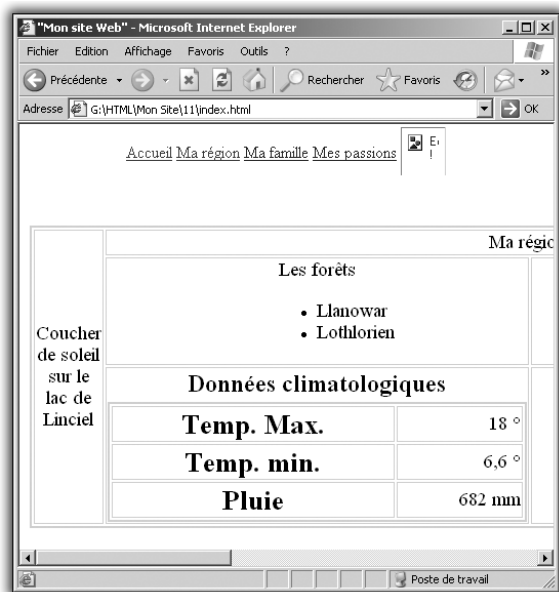 "Mon site Web" - Microsoft Internet Explorer
Fichier Edition Affichage Favoris Outils ?
Précédente Rechercher Favoris »
Adresse G:\HTML\Mon Site\11\index.html OK
Accueil Ma région Ma famille Mes passions
!
Ma régio
Les forêts
• Llanowar
• Lothlorien
Coucher
de soleil
sur le
lac de
Linciel
Données climatologiques
Temp. Max. 18 °
Temp. min. 6,6 °
Pluie 682 mm
Poste de travail